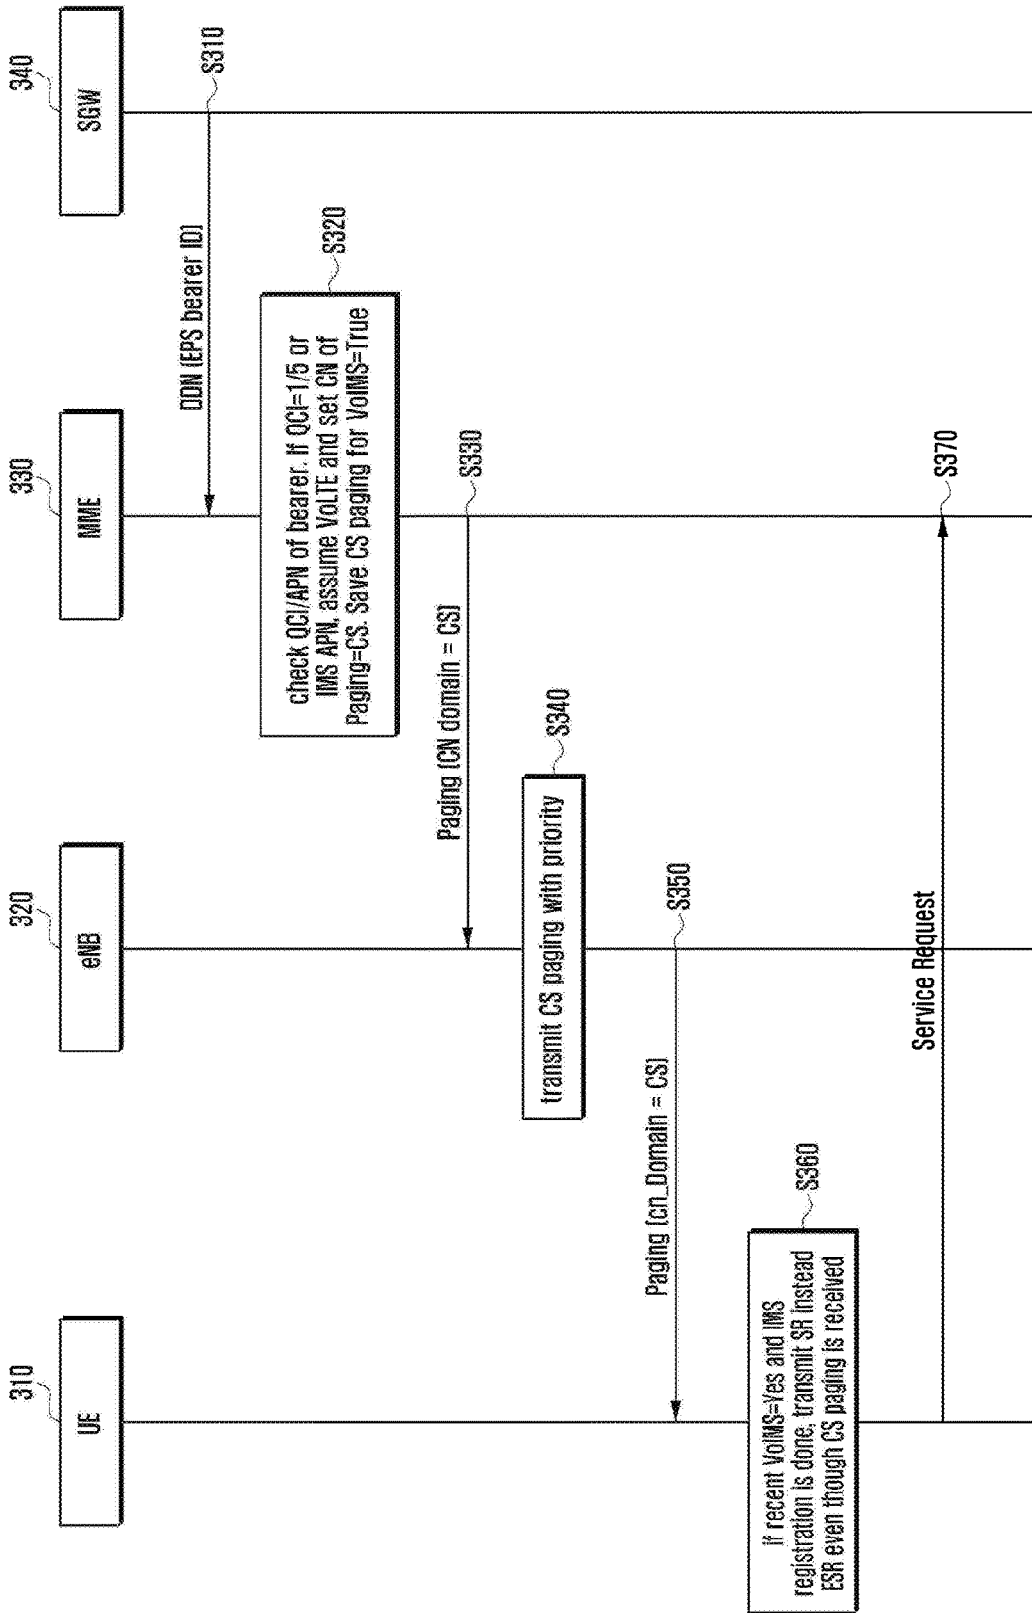 310
UE
320
eNB
330
MME
340
SGW
DDN (EPS bearer ID)
S310
check QCI/APN of bearer. If QCI=1/5 or
IMS APN, assume VoLTE and set CN of
Paging=CS. Save CS paging for VoIMS=True
S320
Paging (CN domain = CS)
S330
transmit CS paging with priority
S340
Paging (cn_Domain = CS)
S350
if recent VoIMS=Yes and IMS
registration is done, transmit SR instead
ESR even though CS paging is received
S360
Service Request
S370